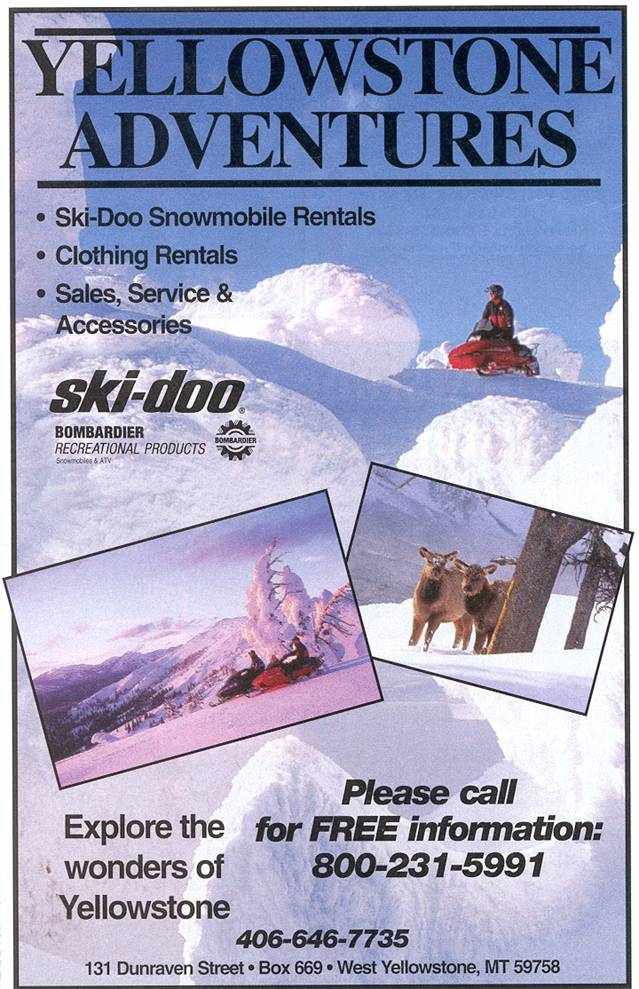 YELLOWSTONE
ADVENTURES
• Ski-Doo Snowmobile Rentals
• Clothing Rentals
• Sales, Service &
Accessories
ski-doo®
BOMBARDIER
RECREATIONAL PRODUCTS
Snowmobiles & ATV
BOMBARDIER
Please call
for FREE information:
800-231-5991
Explore the
wonders of
Yellowstone
406-646-7735
131 Dunraven Street • Box 669 • West Yellowstone, MT 59758